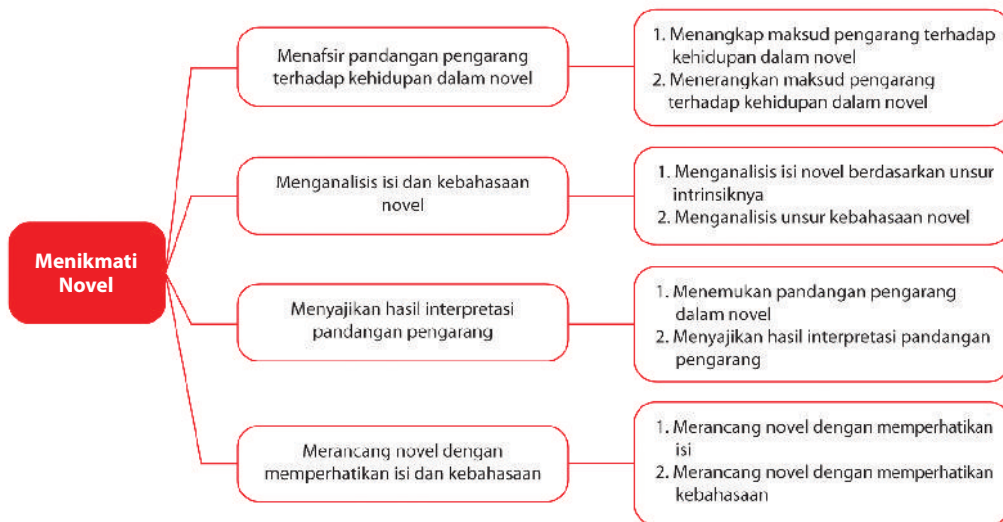 Menikmati
Novel
Menafsir pandangan pengarang
terhadap kehidupan dalam novel
1. Menangkap maksud pengarang terhadap
kehidupan dalam novel
2. Menerangkan maksud pengarang
terhadap kehidupan dalam novel
Menganalisis isi dan kebahasaan
novel
1. Menganalisis isi novel berdasarkan unsur
intrinsiknya
2. Menganalisis unsur kebahasaan novel
Menyajikan hasil interpretasi
pandangan pengarang
1. Menemukan pandangan pengarang
dalam novel
2. Menyajikan hasil interpretasi pandangan
pengarang
Merancang novel dengan
memperhatikan isi dan kebahasaan
1. Merancang novel dengan memperhatikan
isi
2. Merancang novel dengan memperhatikan
kebahasaan